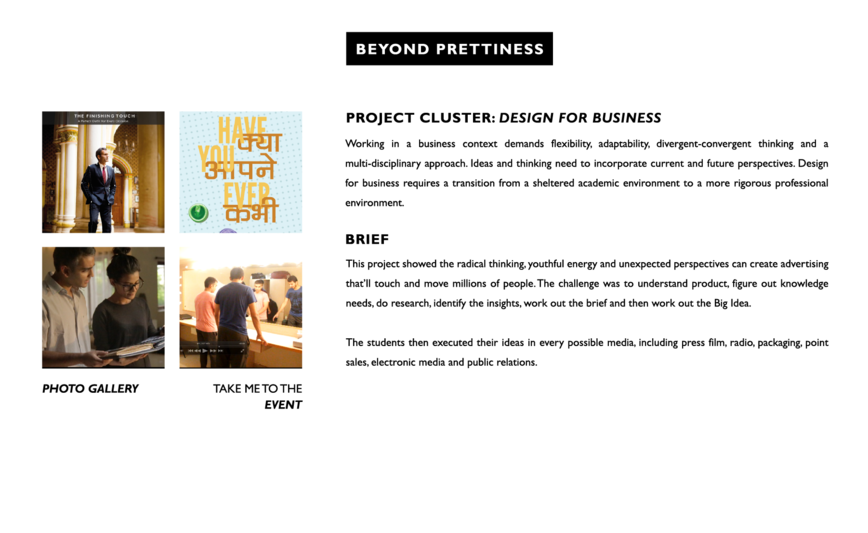 BEYOND PRETTINESS
THE FINISHING TOUCH
HAVE
क्या
YOU
आपने
EVER
कभी
PHOTO GALLERY
TAKE ME TO THE
EVENT
PROJECT CLUSTER: DESIGN FOR BUSINESS
Working in a business context demands flexibility, adaptability, divergent-convergent thinking and a
multi-disciplinary approach. Ideas and thinking need to incorporate current and future perspectives. Design
for business requires a transition from a sheltered academic environment to a more rigorous professional
environment.
BRIEF
This project showed the radical thinking, youthful energy and unexpected perspectives can create advertising
that'll touch and move millions of people. The challenge was to understand product, figure out knowledge
needs, do research, identify the insights, work out the brief and then work out the Big Idea.
The students then executed their ideas in every possible media, including press film, radio, packaging, point
sales, electronic media and public relations.